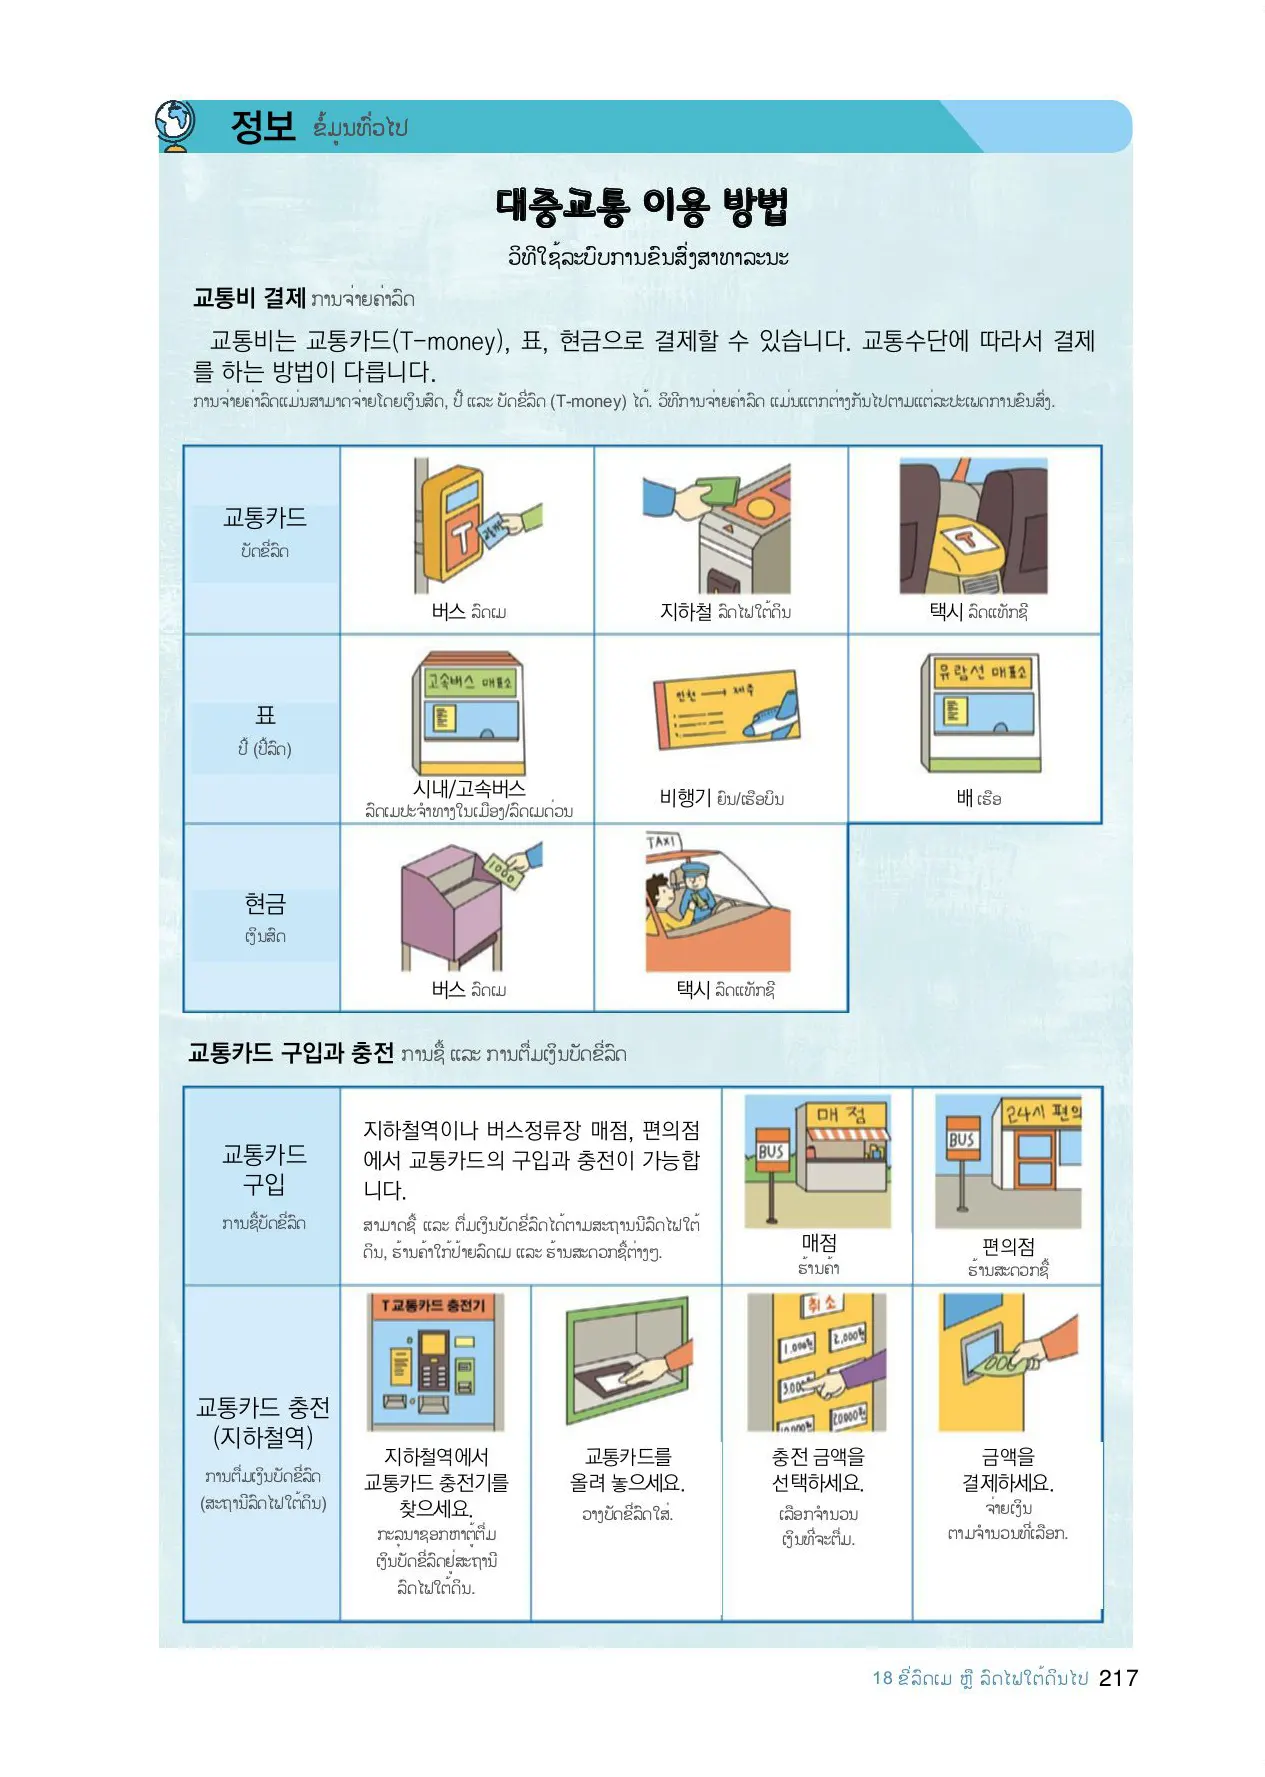 정보 ຂໍ້ມູນທົ່ວໄປ
대중교통 이용 방법
ວິທີໃຊ້ລະບົບການຂົນສົ່ງສາທາລະນະ
교통비 결제 ການຈ່າຍຄ່າລົດ
교통비는 교통카드(T-money), 표, 현금으로 결제할 수 있습니다. 교통수단에 따라서 결제
를 하는 방법이 다릅니다.
ການຈ່າຍຄ່າລົດແມ່ນສາມາດຈ່າຍໂດຍເງິນສົດ, ປີ້ ແລະ ບັດຂີ່ລົດ (T-money) ໄດ້. ວິທີການຈ່າຍຄ່າລົດ ແມ່ນແຕກຕ່າງກັນໄປຕາມແຕ່ລະປະເພດການຂົນສົ່ງ.
교통카드
ບັດຂີ່ລົດ
T
버스 ລົດເມ
지하철 ລົດໄຟໃຕ້ດິນ
T
택시 ລົດແທັກຊີ
표
ປີ້ (ປີ້ລົດ)
고속버스 매표소
시내/고속버스
ລົດເມປະຈຳທາງໃນເມືອງ/ລົດເມດ່ວນ
인천 → 제주
비행기 ຍົນ/ເຮືອບິນ
유람선 매표소
배 ເຮືອ
현금
ເງິນສົດ
1000
버스 ລົດເມ
TAXI
택시 ລົດແທັກຊີ
교통카드 구입과 충전 ການຊື້ ແລະ ການຕື່ມເງິນບັດຂີ່ລົດ
교통카드
구입
ການຊື້ບັດຂີ່ລົດ
지하철역이나 버스정류장 매점, 편의점
에서 교통카드의 구입과 충전이 가능합
니다.
ສາມາດຊື້ ແລະ ຕື່ມເງິນບັດຂີ່ລົດໄດ້ຕາມສະຖານນີລົດໄຟໃຕ້
ດິນ, ຮ້ານຄ້າໃກ້ປ້າຍລົດເມ ແລະ ຮ້ານສະດວກຊື້ຕ່າງໆ.
매점
BUS
매점
ຮ້ານຄ້າ
24시 편의
BUS
편의점
ຮ້ານສະດວກຊື້
교통카드 충전
(지하철역)
ການຕື່ມເງິນບັດຂີ່ລົດ
(ສະຖານີລົດໄຟໃຕ້ດິນ)
T교통카드 충전기
지하철역에서
교통카드 충전기를
찾으세요.
ກະລຸນາຊອກຫາຕູ້ຕື່ມ
ເງິນບັດຂີ່ລົດຢູ່ສະຖານີ
ລົດໄຟໃຕ້ດິນ.
교통카드를
올려 놓으세요.
ວາງບັດຂີ່ລົດໃສ່.
취소
1,000원 2,000원
20000원
충전 금액을
선택하세요.
ເລືອກຈຳນວນ
ເງິນທີ່ຈະຕື່ມ.
금액을
결제하세요.
ຈ່າຍເງິນ
ຕາມຈຳນວນທີ່ເລືອກ.
18 ຂີ່ລົດເມ ຫຼື ລົດໄຟໃຕ້ດິນໄປ 217